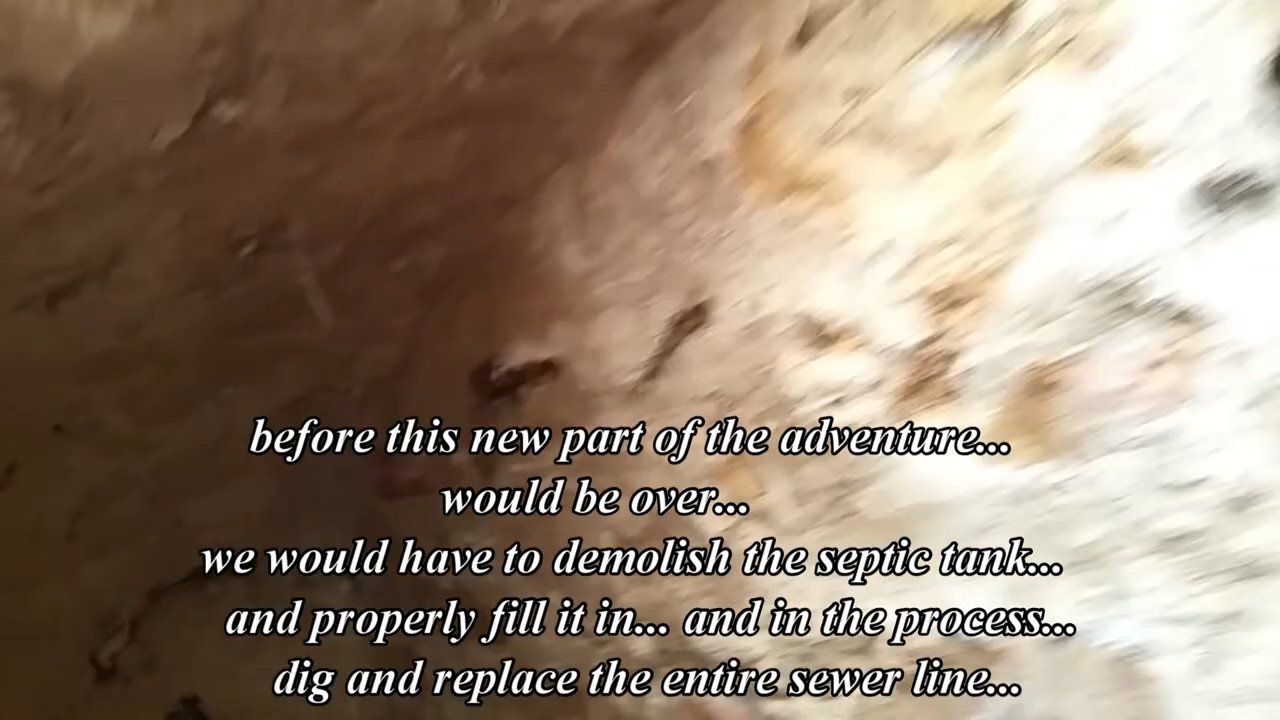 before this new part of the adventure...
would be over...
we would have to demolish the septic tank...
and properly fill it in... and in the process...
dig and replace the entire sewer line...